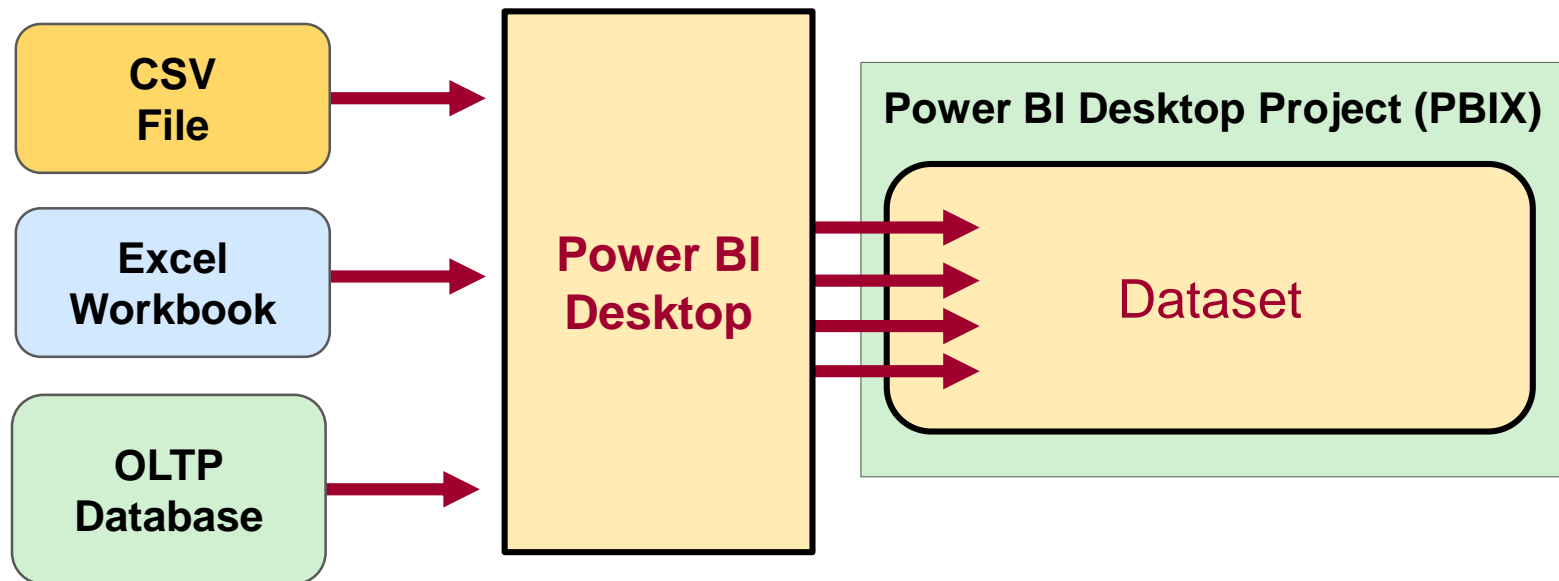 CSV
File
Excel
Workbook
OLTP
Database
Power BI
Desktop
Power BI Desktop Project (PBIX)
Dataset